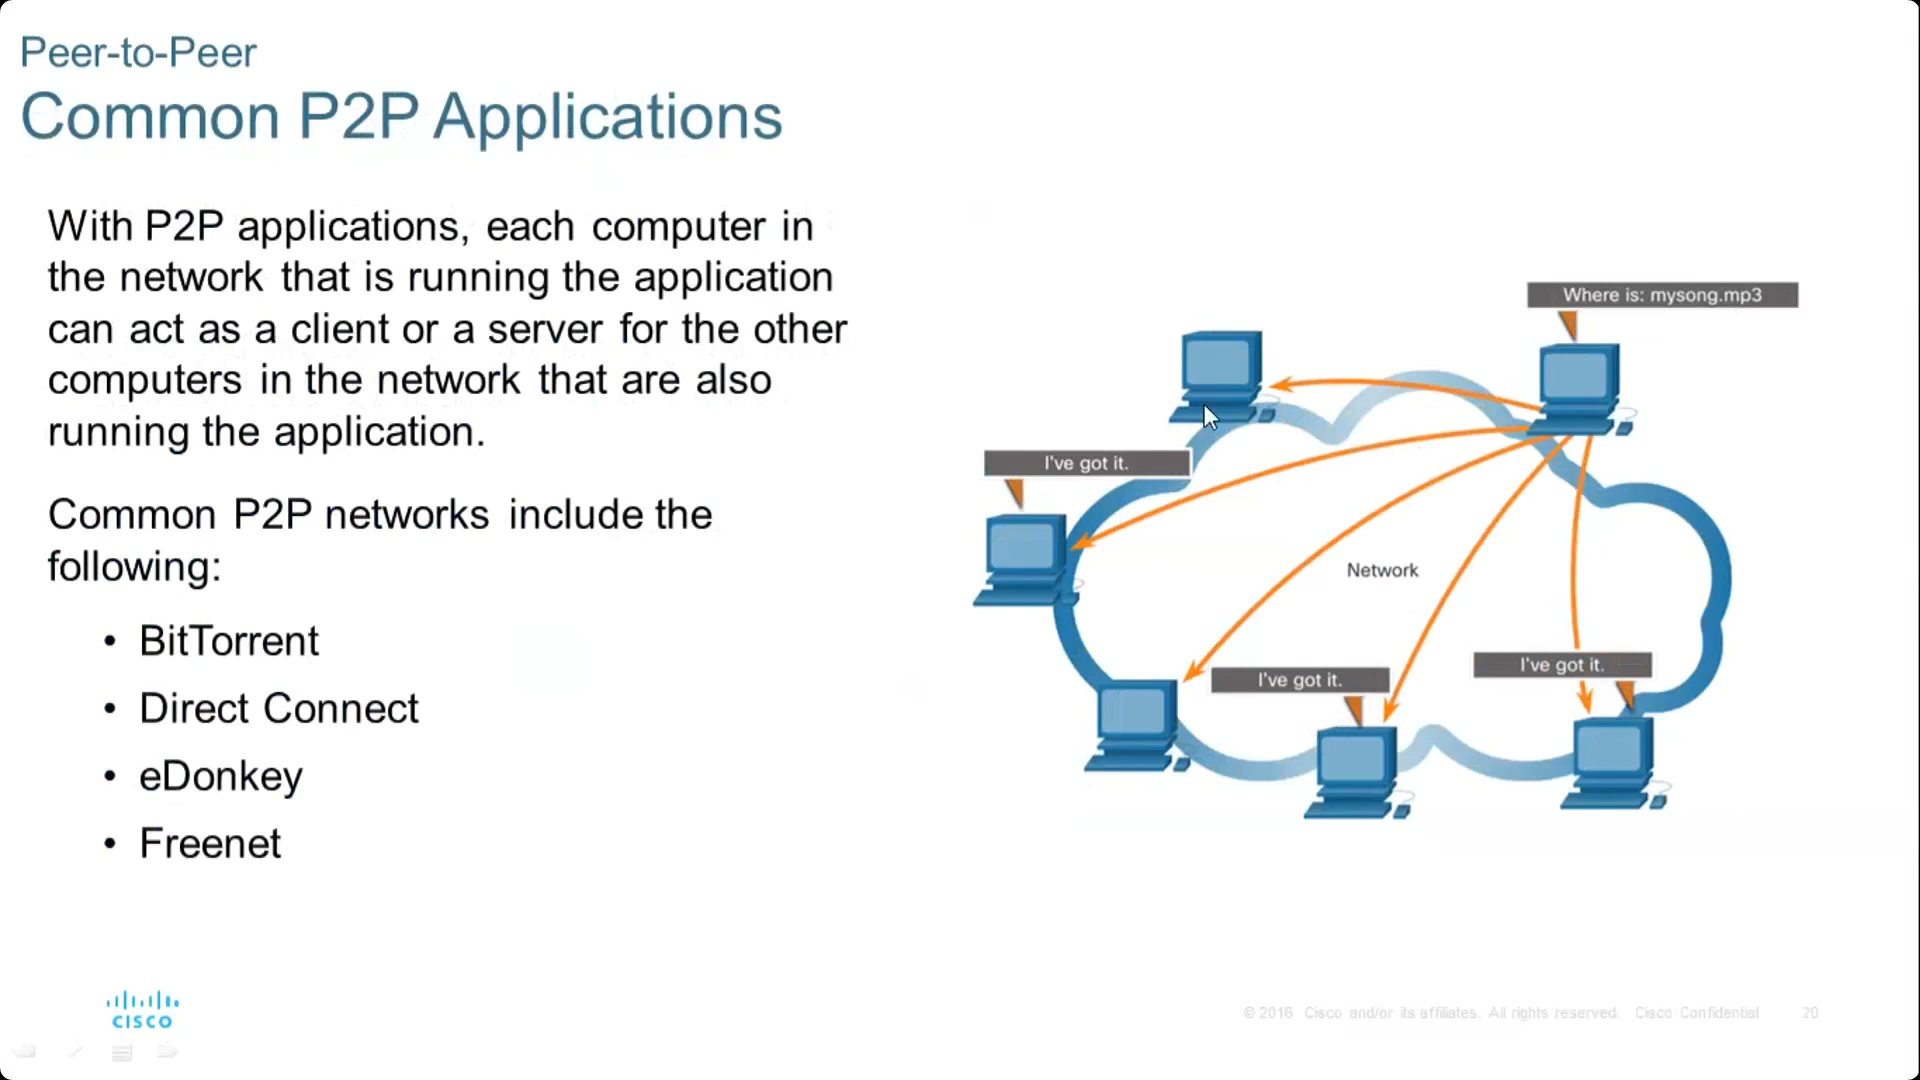 Peer-to-Peer
Common P2P Applications
With P2P applications, each computer in
the network that is running the application
can act as a client or a server for the other
computers in the network that are also
running the application.
Common P2P networks include the
following:
• BitTorrent
• Direct Connect
• eDonkey
• Freenet
Where is: mysong.mp3
I've got it.
Network
I've got it.
I've got it.
CISCO
© 2016 Cisco and/or its affiliates. All rights reserved. Cisco Confidential 20